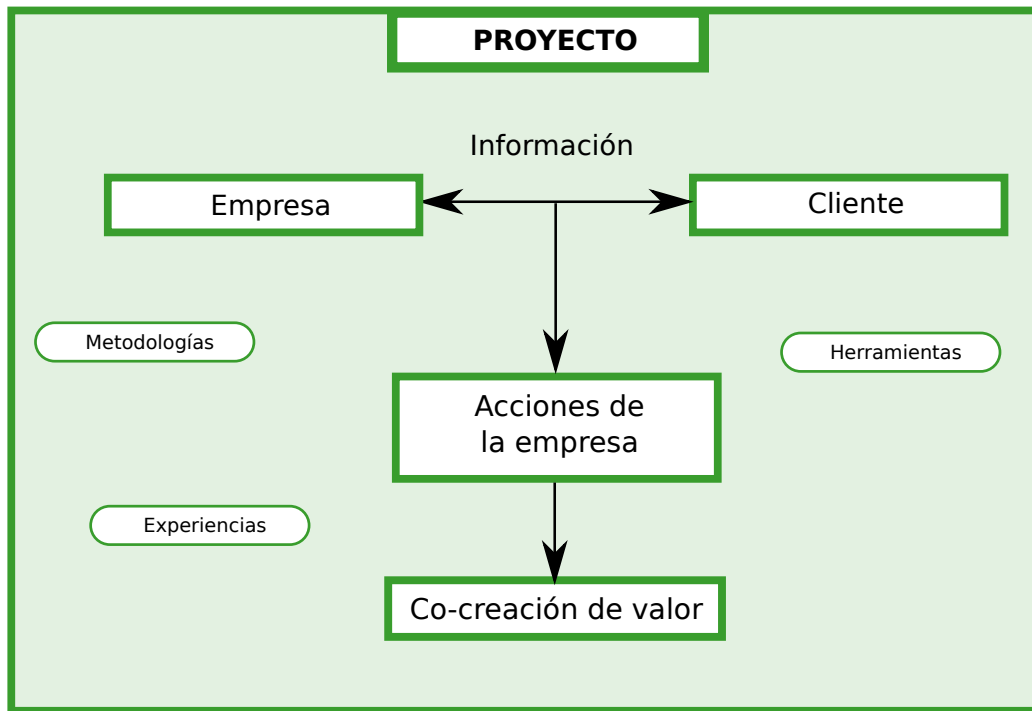 PROYECTO
Información
Empresa
Cliente
Metodologías
Herramientas
Acciones de
la empresa
Experiencias
Co-creación de valor